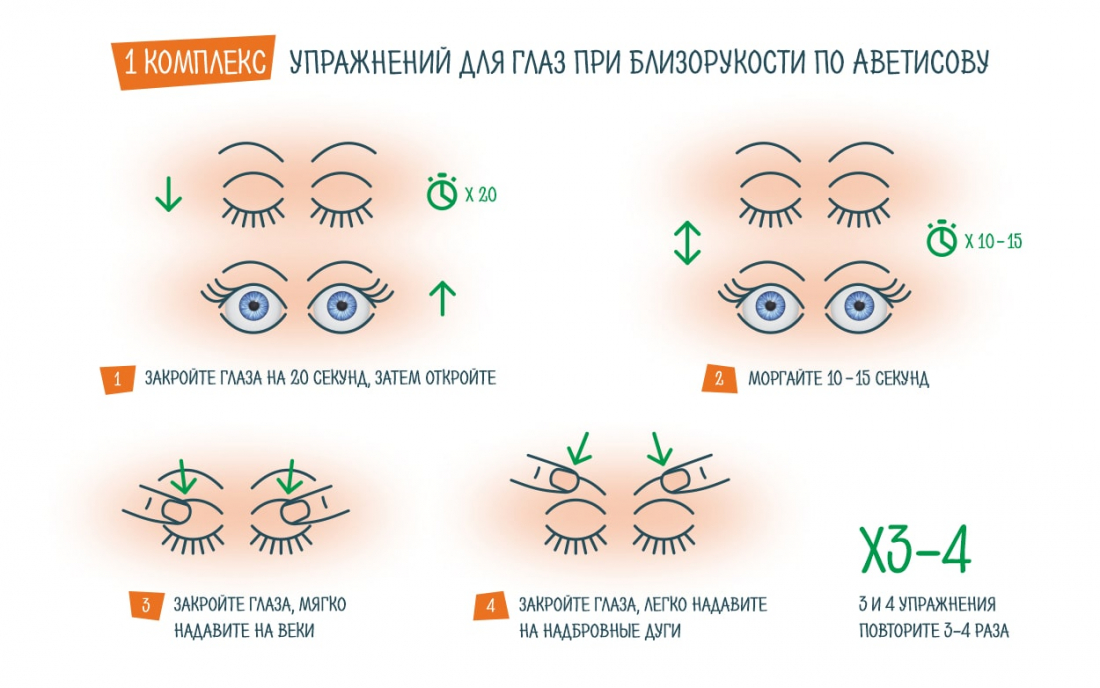 1 КОМПЛЕКС УПРАЖНЕНИЙ ДЛЯ ГЛАЗ ПРИ БЛИЗОРУКОСТИ ПО АВЕТИСОВУ
X 20
X 10-15
1 ЗАКРОЙТЕ ГЛАЗА НА 20 СЕКУНД, ЗАТЕМ ОТКРОЙТЕ
2 МОРГАЙТЕ 10-15 СЕКУНД
X3-4
3 ЗАКРОЙТЕ ГЛАЗА, МЯГКО
НАДАВИТЕ НА ВЕКИ
4 ЗАКРОЙТЕ ГЛАЗА, ЛЕГКО НАДАВИТЕ
НА НАДБРОВНЫЕ ДУГИ
3 И 4 УПРАЖНЕНИЯ
ПОВТОРИТЕ 3-4 РАЗА